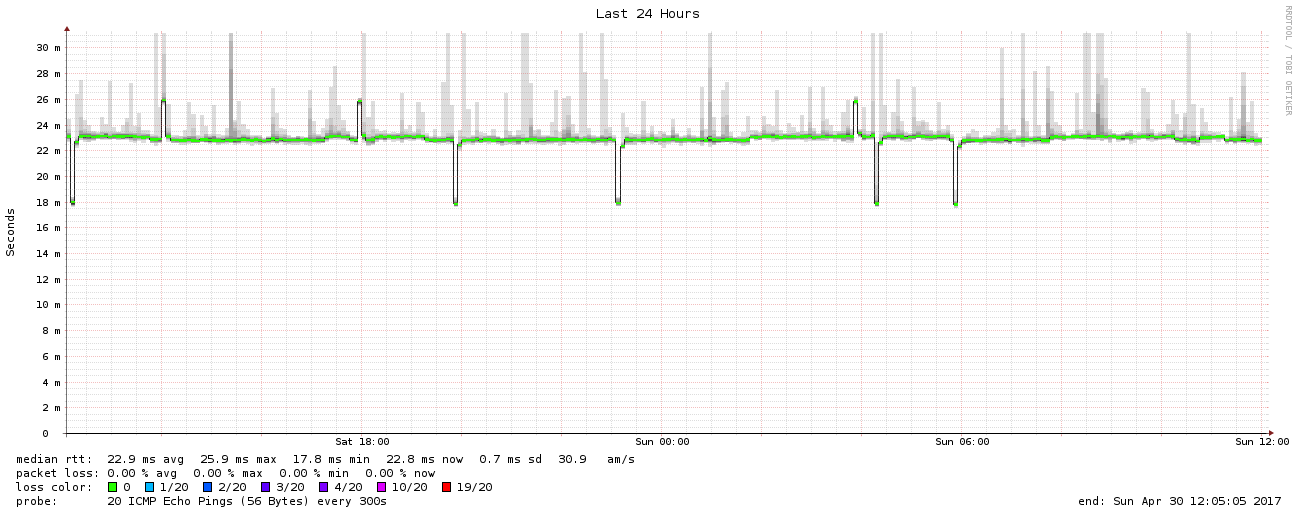 Last 24 Hours
RRDTOOL / TOBI OETIKER
Seconds
30 m
28 m
26 m
24 m
22 m
20 m
18 m
16 m
14 m
12 m
10 m
8 m
6 m
4 m
2 m
0
Sat 18:00 Sun 00:00 Sun 06:00 Sun 12:00
median rtt: 22.9 ms avg 25.9 ms max 17.8 ms min 22.8 ms now 0.7 ms sd 30.9 am/s
packet loss: 0.00 % avg 0.00 % max 0.00 % min 0.00 % now
loss color: 0 1/20 2/20 3/20 4/20 10/20 19/20
probe: 20 ICMP Echo Pings (56 Bytes) every 300s end: Sun Apr 30 12:05:05 2017